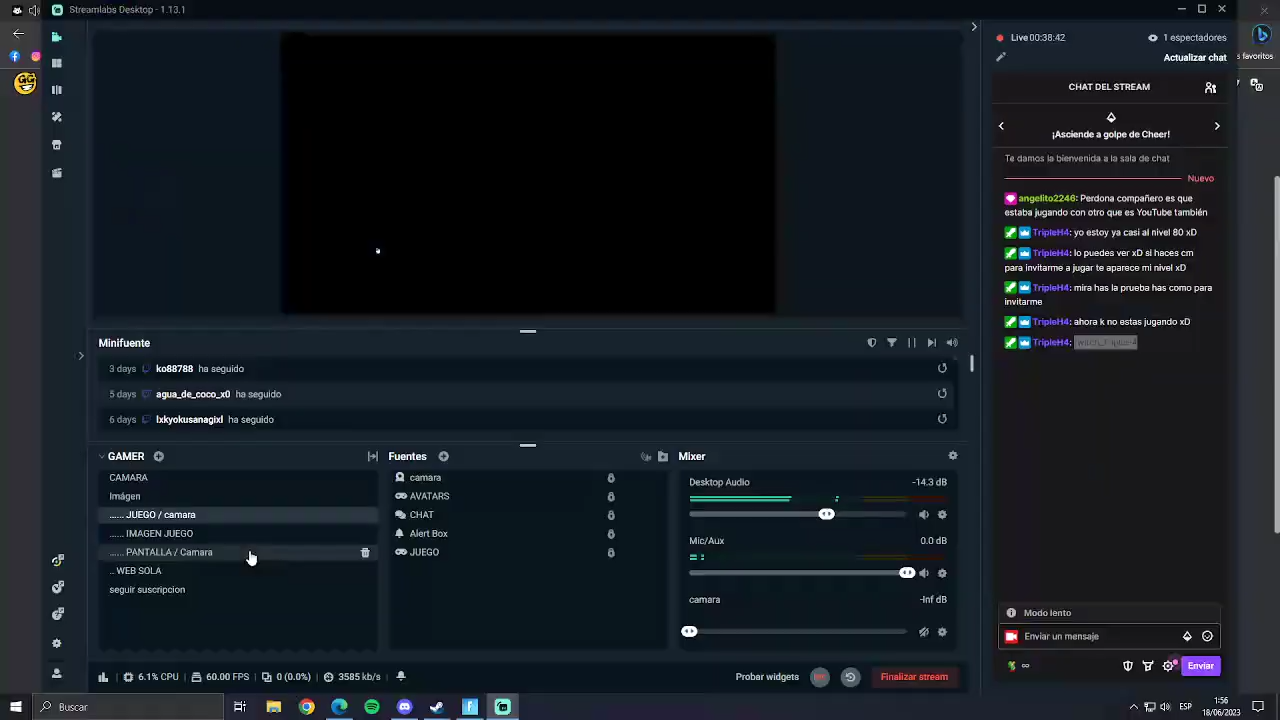 Streamlabs Desktop - 1.13.1
Live 00:38:42
1 espectadores
s favoritos
Actualizar chat
CHAT DEL STREAM
¡Asciende a golpe de Cheer!
Te damos la bienvenida a la sala de chat
Nuevo
angelito2246: Perdona compañero es que
estaba jugando con otro que es YouTube también
TripleH4: yo estoy ya casi al nivel 80 xD
TripleH4: lo puedes ver xD si haces cm
para invitarme a jugar te aparece mi nivel xD
TripleH4: mira has la prueba has como para
invitarme
TripleH4: ahora k no estas jugando xD
TripleH4:
Minifuente
3 days ko88788 ha seguido
5 days agua_de_coco_x0 ha seguido
6 days lxkyokusanagixl ha seguido
GAMER
CAMARA
Imágen
...... JUEGO / camara
...... IMAGEN JUEGO
...... PANTALLA / Camara
.. WEB SOLA
seguir suscripcion
Fuentes
camara
AVATARS
CHAT
Alert Box
JUEGO
Mixer
Desktop Audio -14.3 dB
Mic/Aux 0.0 dB
camara -Inf dB
Modo lento
Enviar un mensaje
Enviar
6.1% CPU
60.00 FPS
0 (0.0%)
3585 kb/s
Probar widgets
Finalizar stream
Buscar
ESP
1:56
18/06/2023